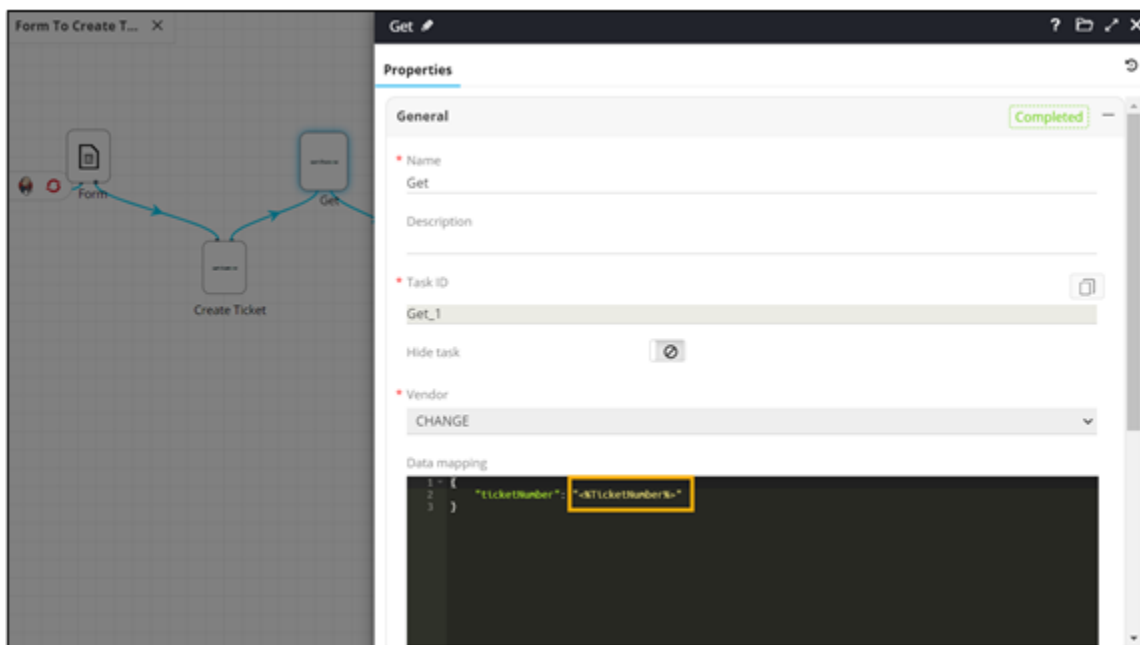 Form To Create T...
Form
Get
Create Ticket
Get
?
Properties
General
Completed
* Name
Get
Description
* Task ID
Get_1
Hide task
* Vendor
CHANGE
Data mapping
1 {
2 "ticketNumber": "<%TicketNumber%>"
3 }